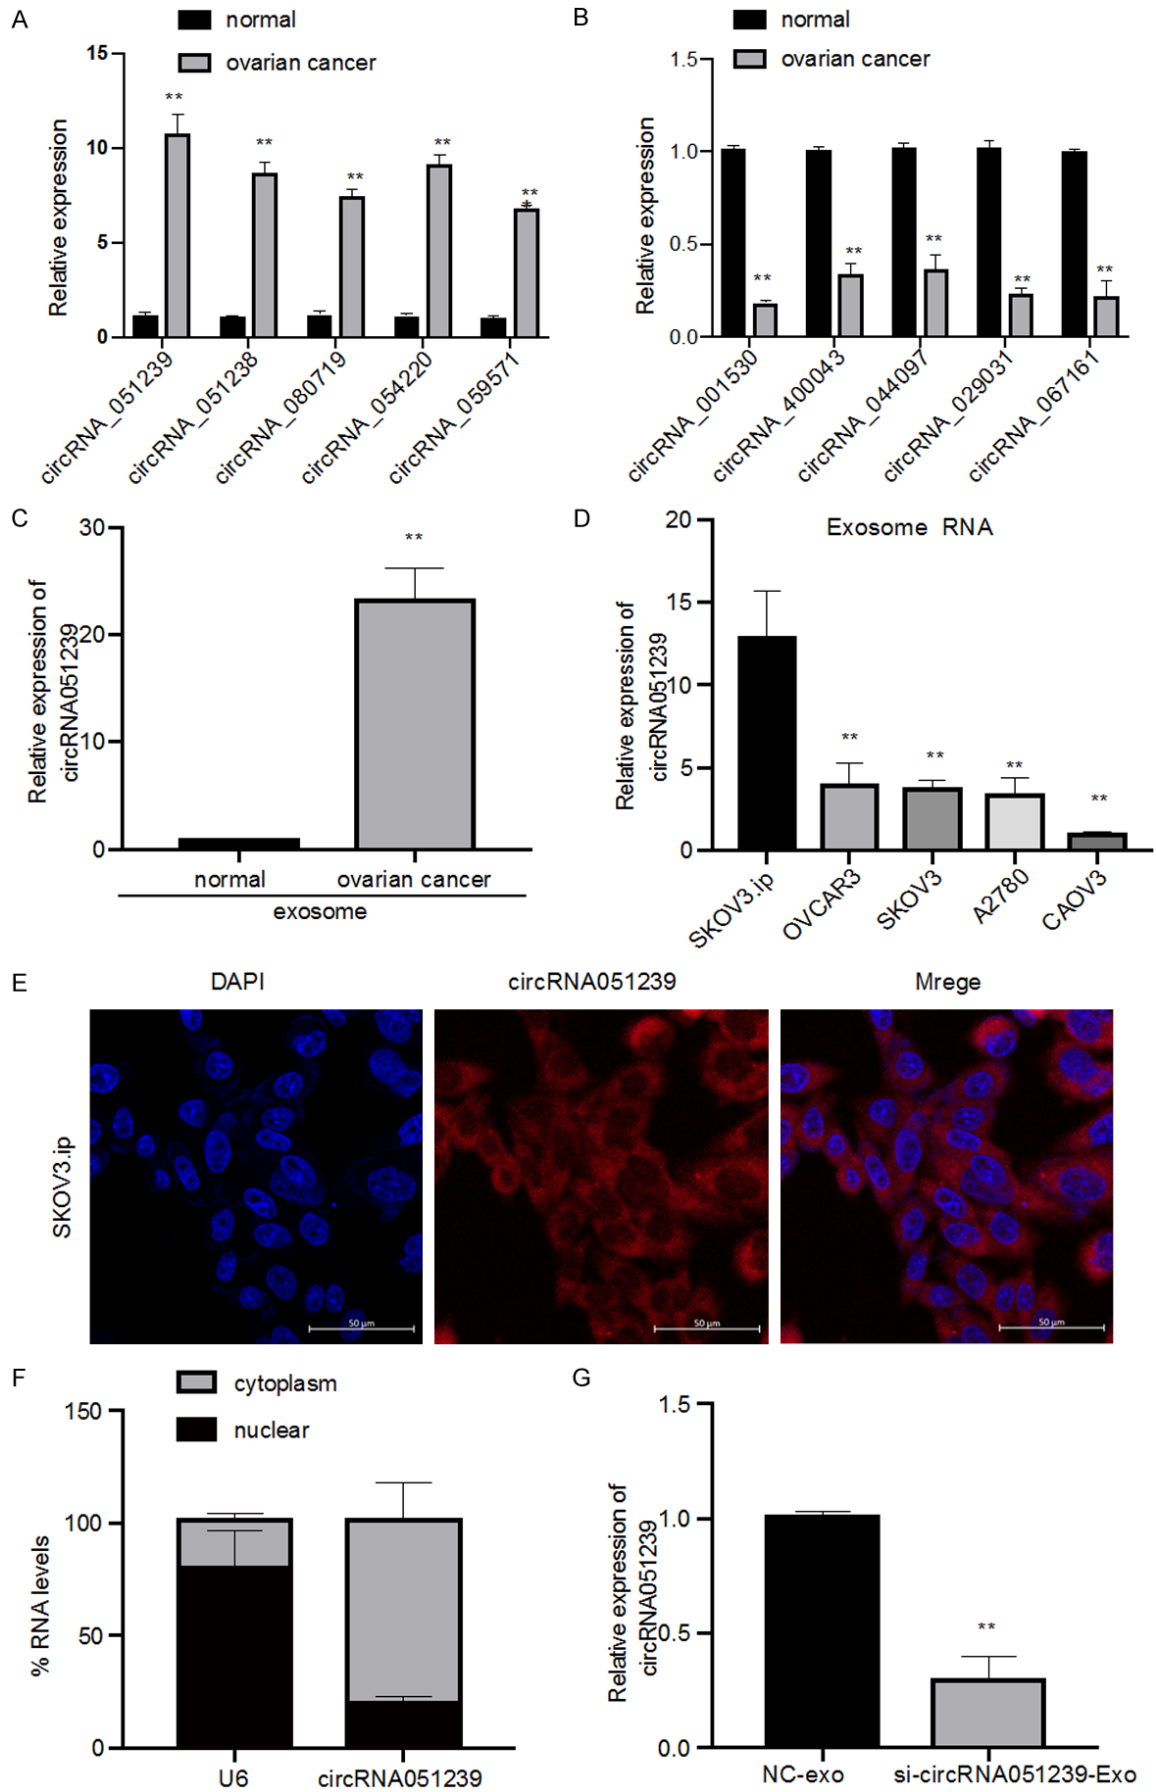 A
normal
ovarian cancer
15
10
5
0
Relative expression
**
**
**
**
**
circRNA_051239
circRNA_051238
circRNA_080719
circRNA_054220
circRNA_059571
B
normal
ovarian cancer
1.5
1.0
0.5
0.0
Relative expression
**
**
**
**
**
circRNA_001530
circRNA_400043
circRNA_044097
circRNA_029031
circRNA_067161
C
30
20
10
0
Relative expression of
circRNA051239
**
normal
ovarian cancer
exosome
D
Exosome RNA
20
15
10
5
0
Relative expression of
circRNA051239
**
**
**
**
SKOV3.ip
OVCAR3
SKOV3
A2780
CAOV3
E
DAPI
circRNA051239
Mrege
SKOV3.ip
50 μm
50 μm
50 μm
F
cytoplasm
nuclear
150
100
50
0
% RNA levels
U6
circRNA051239
G
1.5
1.0
0.5
0.0
Relative expression of
circRNA051239
**
NC-exo
si-circRNA051239-Exo